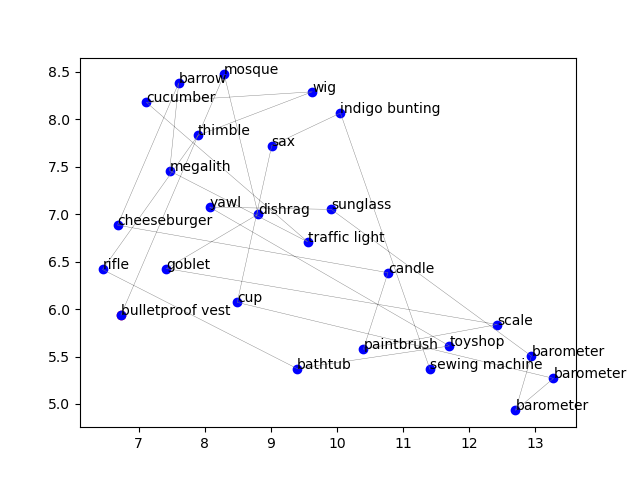 8.5
8.0
7.5
7.0
6.5
6.0
5.5
5.0
mosque
barrow
wig
cucumber
indigo bunting
thimble
sax
megalith
yawl
dishrag
sunglass
cheeseburger
traffic light
rifle
goblet
candle
cup
bulletproof vest
scale
paintbrush
toyshop
barometer
bathtub
sewing machine
barometer
barometer
7
8
9
10
11
12
13